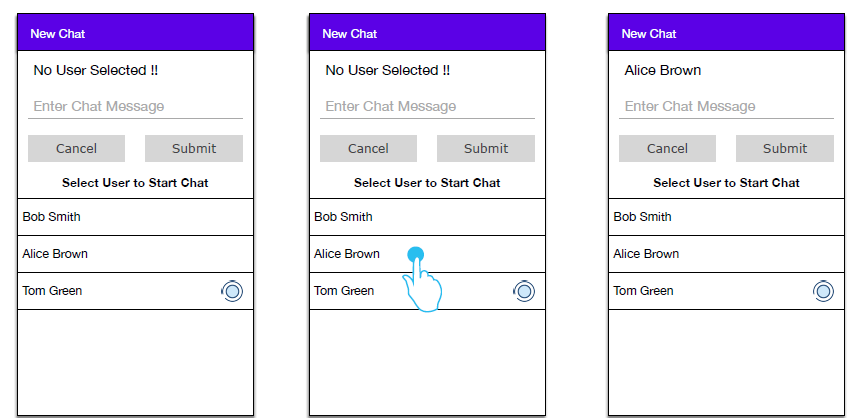 New Chat
No User Selected !!
Enter Chat Message
Cancel
Submit
Select User to Start Chat
Bob Smith
Alice Brown
Tom Green
New Chat
No User Selected !!
Enter Chat Message
Cancel
Submit
Select User to Start Chat
Bob Smith
Alice Brown
Tom Green
New Chat
Alice Brown
Enter Chat Message
Cancel
Submit
Select User to Start Chat
Bob Smith
Alice Brown
Tom Green